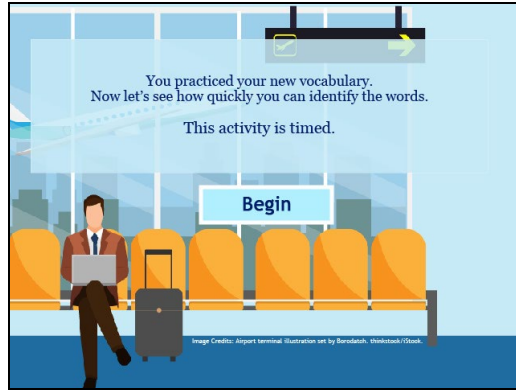 You practiced your new vocabulary.
Now let's see how quickly you can identify the words.
This activity is timed.
Begin
Image Credits: Airport terminal illustration set by Borodatch. thinkstock/iStock.